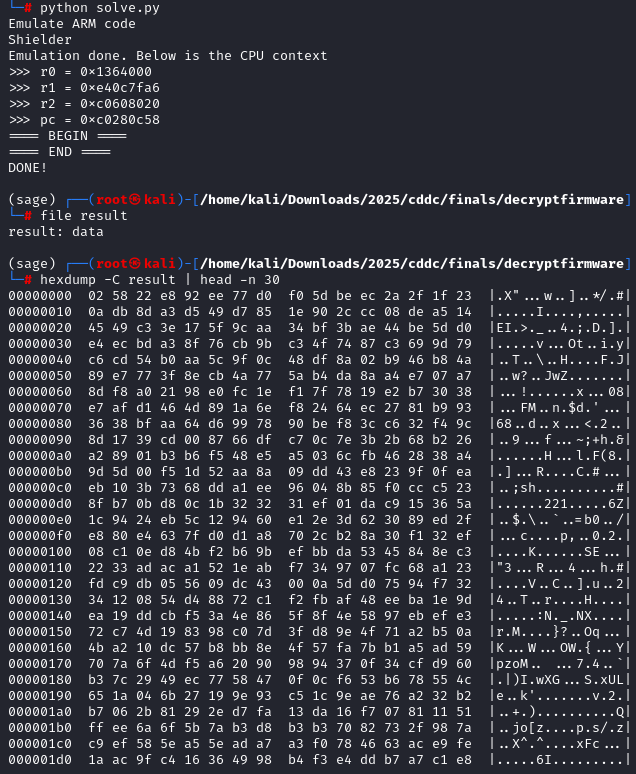 └─# python solve.py
Emulate ARM code
Shielder
Emulation done. Below is the CPU context
>>> r0 = 0×1364000
>>> r1 = 0×e40c7fa6
>>> r2 = 0×c0608020
>>> pc = 0×c0280c58
════ BEGIN ════
════ END ════
DONE!
(sage) ┌──(root㉿kali)-[/home/kali/Downloads/2025/cddc/finals/decryptfirmware]
└─# file result
result: data
(sage) ┌──(root㉿kali)-[/home/kali/Downloads/2025/cddc/finals/decryptfirmware]
└─# hexdump -C result | head -n 30
00000000  02 58 22 e8 92 ee 77 d0  f0 5d be ec 2a 2f 1f 23  |.X"...w..]..*/.#|
00000010  0a db 8d a3 d5 49 d7 85  1e 90 2c cc 08 de a5 14  |.....I....,.....|
00000020  45 49 c3 3e 17 5f 9c aa  34 bf 3b ae 44 be 5d d0  |EI.>._..4.;.D.].|
00000030  e4 ec bd a3 8f 76 cb 9b  c3 4f 74 87 c3 69 9d 79  |.....v...Ot..i.y|
00000040  c6 cd 54 b0 aa 5c 9f 0c  48 df 8a 02 b9 46 b8 4a  |..T..\..H....F.J|
00000050  89 e7 77 3f 8e cb 4a 77  5a b4 da 8a a4 e7 07 a7  |..w?..JwZ.......|
00000060  8d f8 a0 21 98 e0 fc 1e  f1 7f 78 19 e2 b7 30 38  |...!......x...08|
00000070  e7 af d1 46 4d 89 1a 6e  f8 24 64 ec 27 81 b9 93  |...FM..n.$d.'...|
00000080  36 38 bf aa 64 d6 99 78  90 be f8 3c c6 32 f4 9c  |68..d..x...<.2..|
00000090  8d 17 39 cd 00 87 66 df  c7 0c 7e 3b 2b 68 b2 26  |..9...f...~;+h.&|
000000a0  a2 89 01 b3 b6 f5 48 e5  a5 03 6c fb 46 28 38 a4  |......H...l.F(8.|
000000b0  9d 5d 00 f5 1d 52 aa 8a  09 dd 43 e8 23 9f 0f ea  |.]...R....C.#...|
000000c0  eb 10 3b 73 68 dd a1 ee  96 04 8b 85 f0 cc c5 23  |..;sh..........#|
000000d0  8f b7 0b d8 0c 1b 32 32  31 ef 01 da c9 15 36 5a  |......221.....6Z|
000000e0  1c 94 24 eb 5c 12 94 60  e1 2e 3d 62 30 89 ed 2f  |..$.\..`..=b0../|
000000f0  e8 80 e4 63 7f d0 d1 a8  70 2c b2 8a 30 f1 32 ef  |...c....p,..0.2.|
00000100  08 c1 0e d8 4b f2 b6 9b  ef bb da 53 45 84 8e c3  |....K......SE...|
00000110  22 33 ad ac a1 52 1e ab  f7 34 97 07 fc 68 a1 23  |"3...R...4...h.#|
00000120  fd c9 db 05 56 09 dc 43  00 0a 5d d0 75 94 f7 32  |....V..C..].u..2|
00000130  34 12 08 54 d4 88 72 c1  f2 fb af 48 ee ba 1e 9d  |4..T..r....H....|
00000140  ea 19 dd cb f5 3a 4e 86  5f 8f 4e 58 97 eb ef e3  |.....:N._.NX....|
00000150  72 c7 4d 19 83 98 c0 7d  3f d8 9e 4f 71 a2 b5 0a  |r.M....}?..Oq...|
00000160  4b a2 10 dc 57 b8 bb 8e  4f 57 fa 7b b1 a5 ad 59  |K...W...OW.{...Y|
00000170  70 7a 6f 4d f5 a6 20 90  98 94 37 0f 34 cf d9 60  |pzoM.. ...7.4..`|
00000180  b3 7c 29 49 ec 77 58 47  0f 0c f6 53 b6 78 55 4c  |.|)I.wXG...S.xUL|
00000190  65 1a 04 6b 27 19 9e 93  c5 1c 9e ae 76 a2 32 b2  |e..k'.......v.2.|
000001a0  b7 06 2b 81 29 2e d7 fa  13 da 16 f7 07 81 11 51  |..+.)..........Q|
000001b0  ff ee 6a 6f 5b 7a b3 d8  b3 b3 70 82 73 2f 98 7a  |..jo[z....p.s/.z|
000001c0  c9 ef 58 5e a5 5e ad a7  a3 f0 78 46 63 ac e9 fe  |..X^.^....xFc...|
000001d0  1a ac 9f c4 16 36 49 98  b4 f3 e4 dd b7 a7 c1 e8  |.....6I.........|